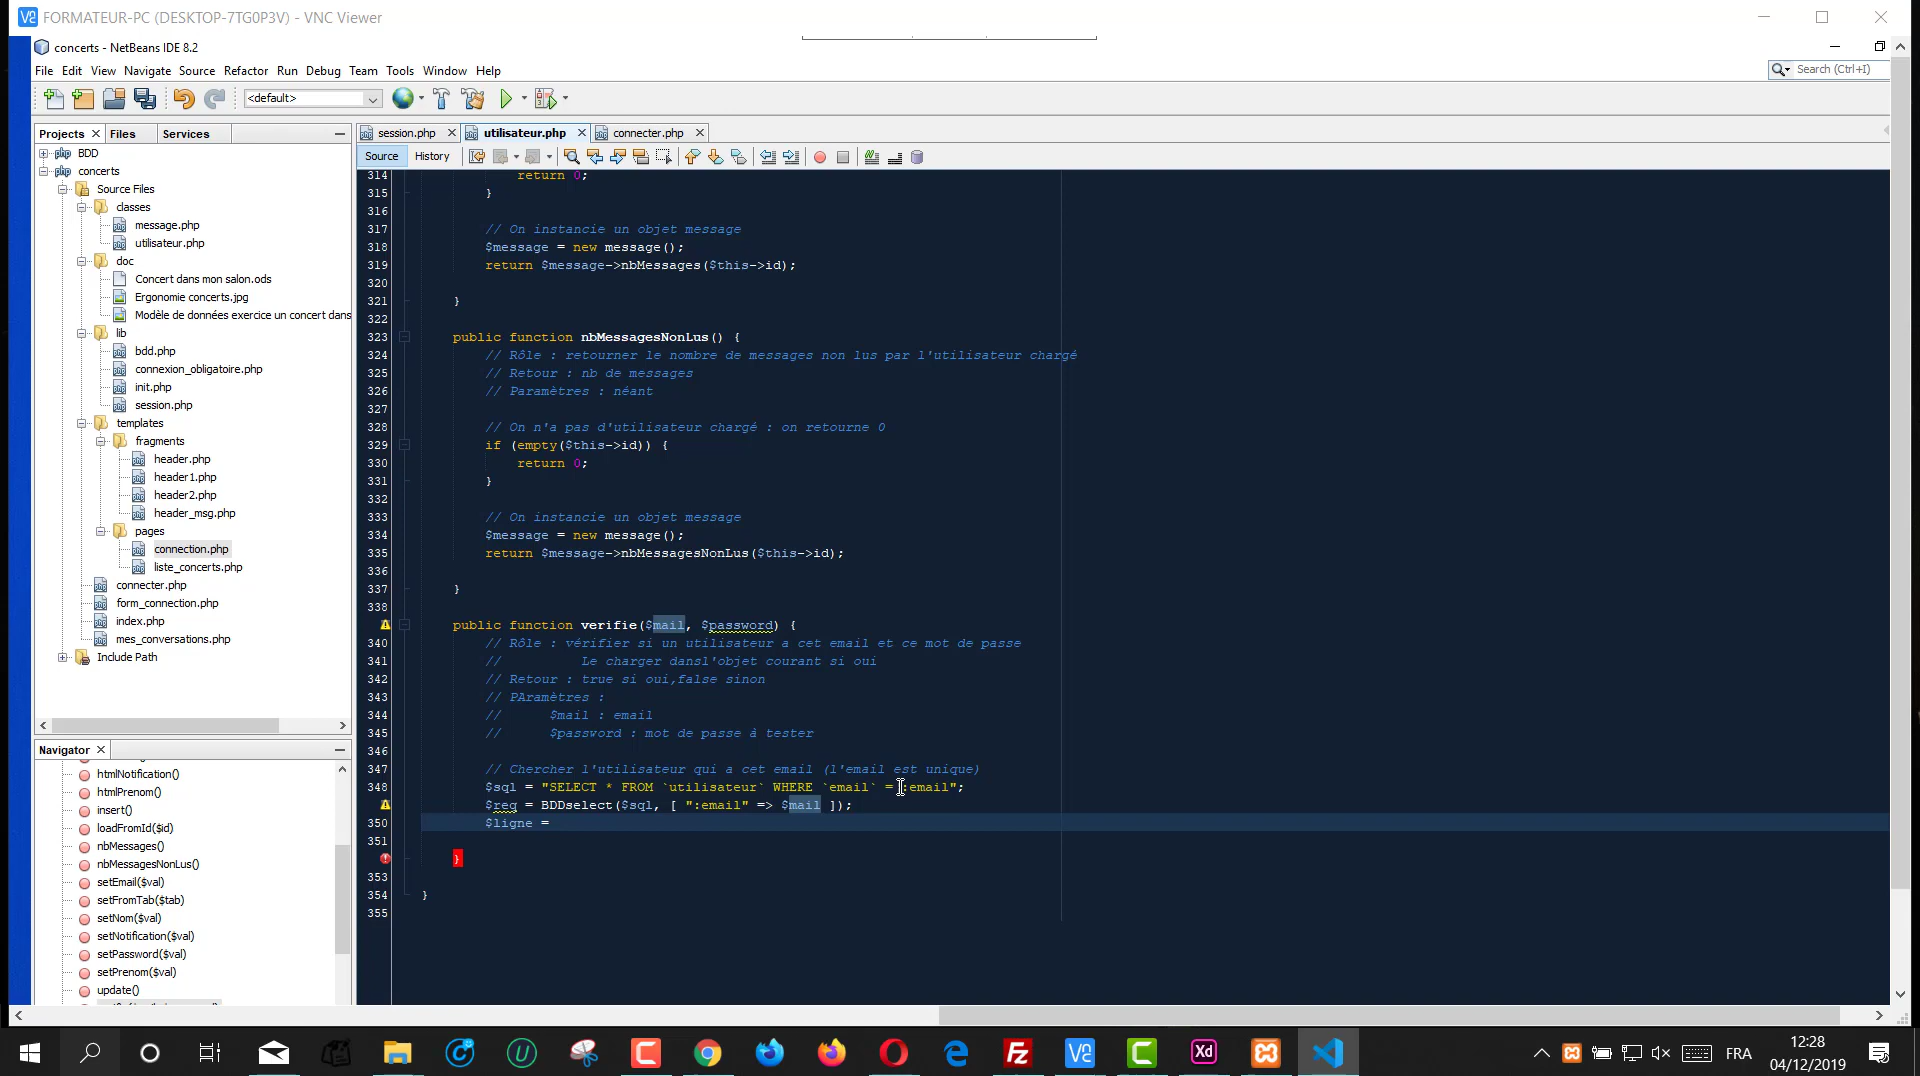 FORMATEUR-PC (DESKTOP-7TG0P3V) - VNC Viewer
concerts - NetBeans IDE 8.2
File Edit View Navigate Source Refactor Run Debug Team Tools Window Help
Search (Ctrl+I)
<default>
Projects Files Services
session.php utilisateur.php connecter.php
Source History
BDD
concerts
Source Files
classes
message.php
utilisateur.php
doc
Concert dans mon salon.ods
Ergonomie concerts.jpg
Modèle de données exercice un concert dans
lib
bdd.php
connexion_obligatoire.php
init.php
session.php
templates
fragments
header.php
header1.php
header2.php
header_msg.php
pages
connection.php
liste_concerts.php
connecter.php
form_connection.php
index.php
mes_conversations.php
Include Path
Navigator
htmlNotification()
htmlPrenom()
insert()
loadFromId($id)
nbMessages()
nbMessagesNonLus()
setEmail($val)
setFromTab($tab)
setNom($val)
setNotification($val)
setPassword($val)
setPrenom($val)
update()
314 return 0;
315 }
316
317 // On instancie un objet message
318 $message = new message();
319 return $message->nbMessages($this->id);
320
321 }
322
323 public function nbMessagesNonLus() {
324 // Rôle : retourner le nombre de messages non lus par l'utilisateur chargé
325 // Retour : nb de messages
326 // Paramètres : néant
327
328 // On n'a pas d'utilisateur chargé : on retourne 0
329 if (empty($this->id)) {
330 return 0;
331 }
332
333 // On instancie un objet message
334 $message = new message();
335 return $message->nbMessagesNonLus($this->id);
336
337 }
338
public function verifie($mail, $password) {
340 // Rôle : vérifier si un utilisateur a cet email et ce mot de passe
341 // Le charger dansl'objet courant si oui
342 // Retour : true si oui,false sinon
343 // PAramètres :
344 // $mail : email
345 // $password : mot de passe à tester
346
347 // Chercher l'utilisateur qui a cet email (l'email est unique)
348 $sql = "SELECT * FROM `utilisateur` WHERE `email` = :email";
$req = BDDselect($sql, [ ":email" => $mail ]);
350 $ligne =
351
}
353
354 }
355
FRA
12:28
04/12/2019